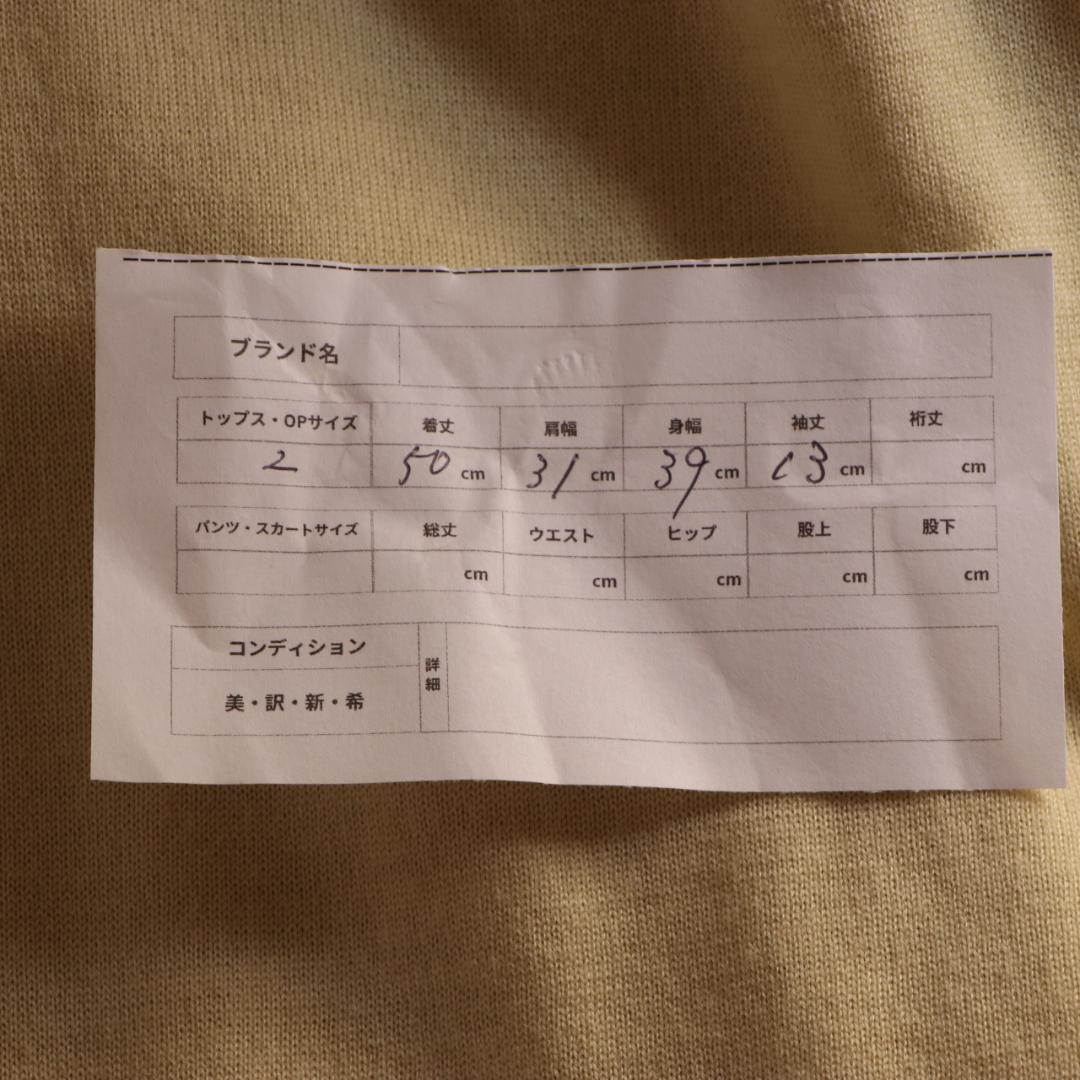 ブランド名
トップス・OPサイズ 着丈 肩幅 身幅 袖丈 裄丈
2 50 cm 31 cm 39 cm 13 cm cm
パンツ・スカートサイズ 総丈 ウエスト ヒップ 股上 股下
cm cm cm cm cm
コンディション 詳細
美・訳・新・希